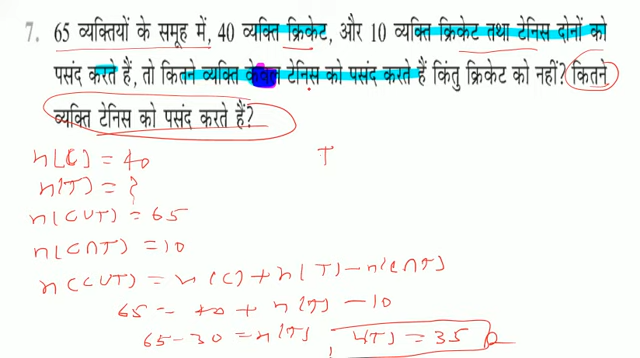 7. 65 व्यक्तियों के समूह में, 40 व्यक्ति क्रिकेट, और 10 व्यक्ति क्रिकेट तथा टेनिस दोनों को
पसंद करते हैं, तो कितने व्यक्ति केवल टेनिस को पसंद करते हैं किंतु क्रिकेट को नहीं? कितने
व्यक्ति टेनिस को पसंद करते हैं?
n(C) = 40
T
n(T) = ?
n(C∪T) = 65
n(C∩T) = 10
n(C∪T) = n(C) + n(T) - n(C∩T)
65 = 40 + n(T) - 10
65 - 30 = n(T) n(T) = 35